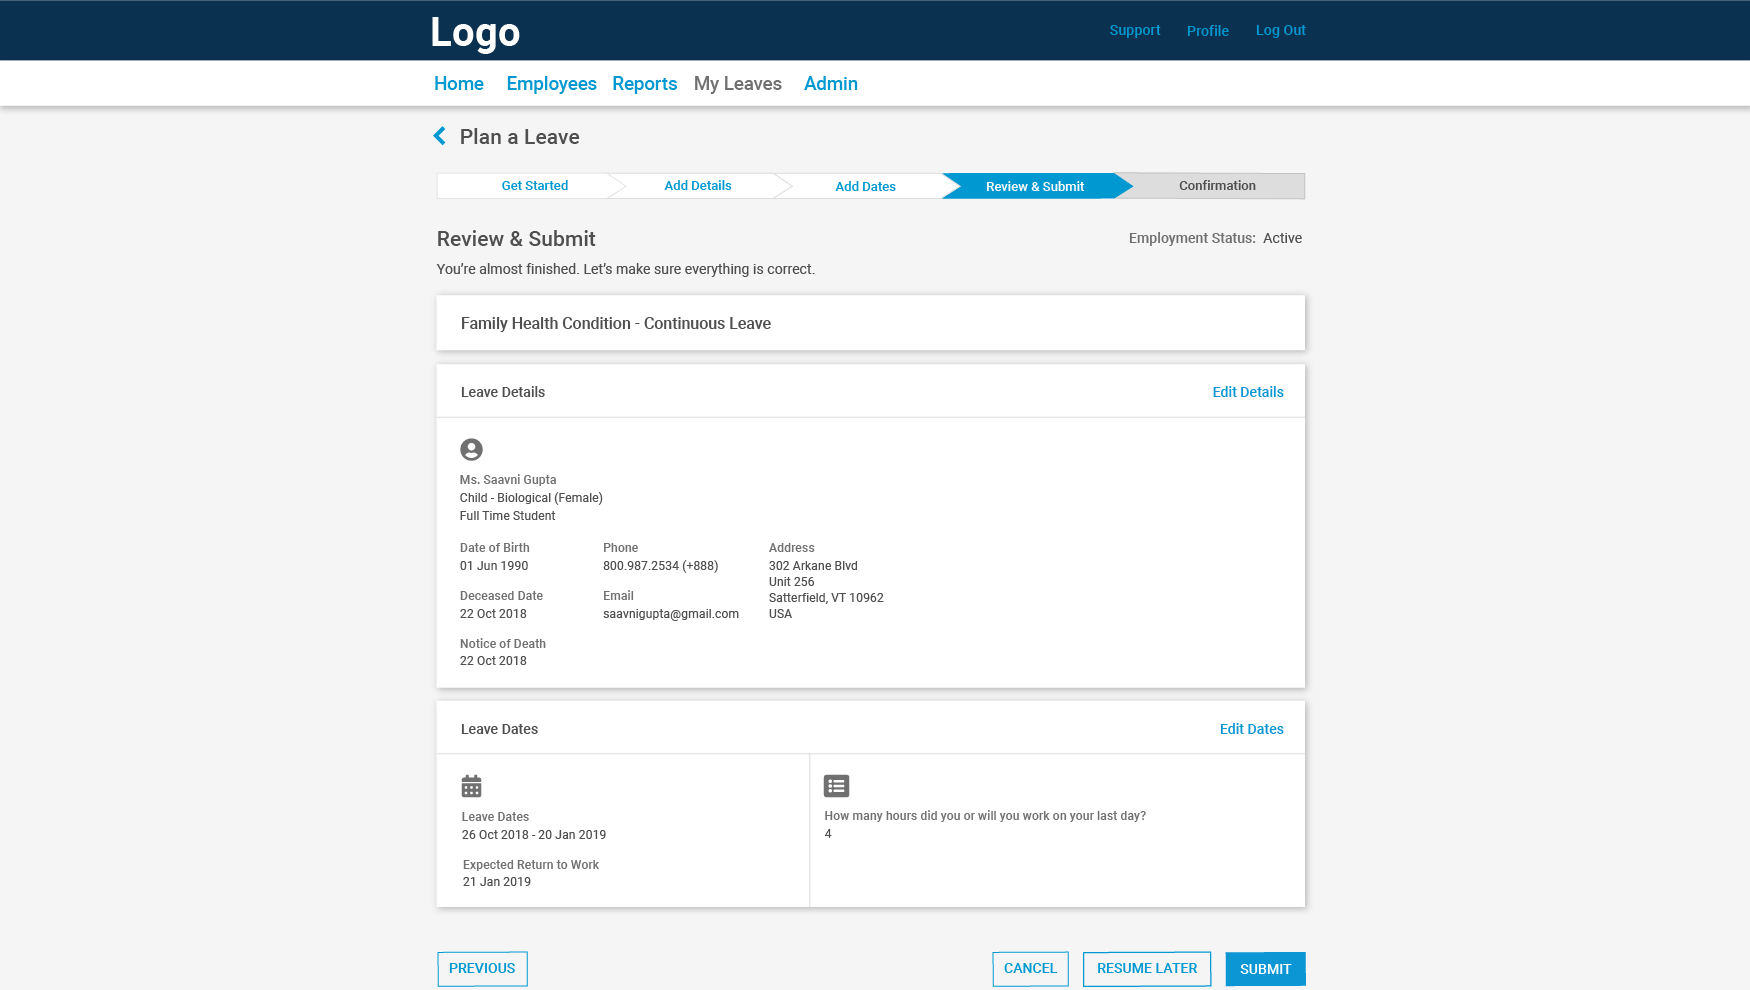 Logo
Support Profile Log Out
Home Employees Reports My Leaves Admin
Plan a Leave
Get Started Add Details Add Dates Review & Submit Confirmation
Review & Submit
Employment Status: Active
You’re almost finished. Let’s make sure everything is correct.
Family Health Condition - Continuous Leave
Leave Details
Edit Details
Ms. Saavni Gupta
Child - Biological (Female)
Full Time Student
Date of Birth
01 Jun 1990
Deceased Date
22 Oct 2018
Notice of Death
22 Oct 2018
Phone
800.987.2534 (+888)
Email
saavnigupta@gmail.com
Address
302 Arkane Blvd
Unit 256
Satterfield, VT 10962
USA
Leave Dates
Edit Dates
Leave Dates
26 Oct 2018 - 20 Jan 2019
Expected Return to Work
21 Jan 2019
How many hours did you or will you work on your last day?
4
PREVIOUS
CANCEL
RESUME LATER
SUBMIT